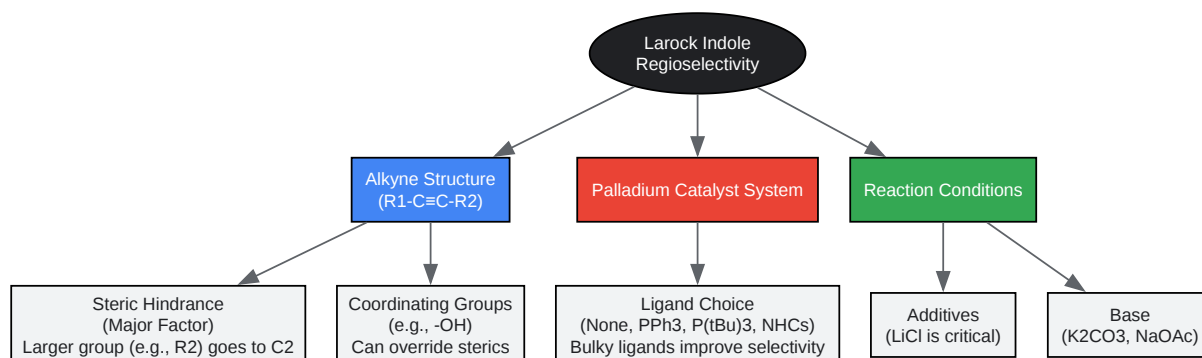 Larock Indole
Regioselectivity
Alkyne Structure
(R1-C≡C-R2)
Palladium Catalyst System
Reaction Conditions
Steric Hindrance
(Major Factor)
Larger group (e.g., R2) goes to C2
Coordinating Groups
(e.g., -OH)
Can override sterics
Ligand Choice
(None, PPh3, P(tBu)3, NHCs)
Bulky ligands improve selectivity
Additives
(LiCl is critical)
Base
(K2CO3, NaOAc)